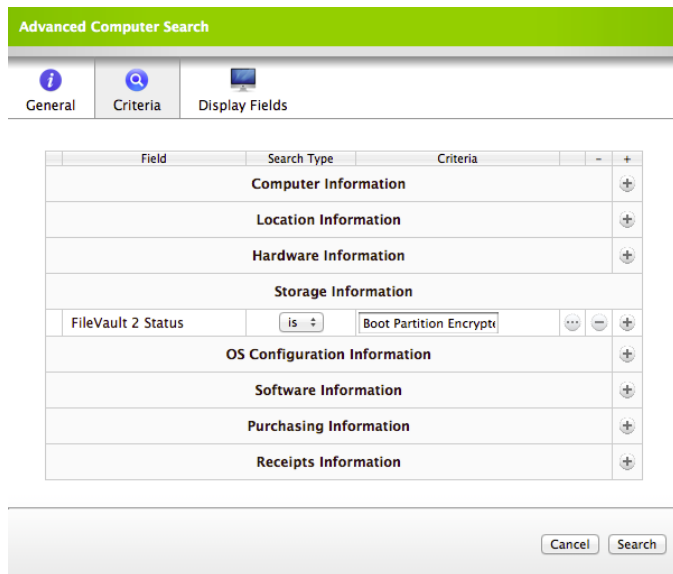 Advanced Computer Search
General Criteria Display Fields
Field Search Type Criteria - +
Computer Information +
Location Information +
Hardware Information +
Storage Information
FileVault 2 Status is Boot Partition Encrypte ... - +
OS Configuration Information +
Software Information +
Purchasing Information +
Receipts Information +
Cancel Search